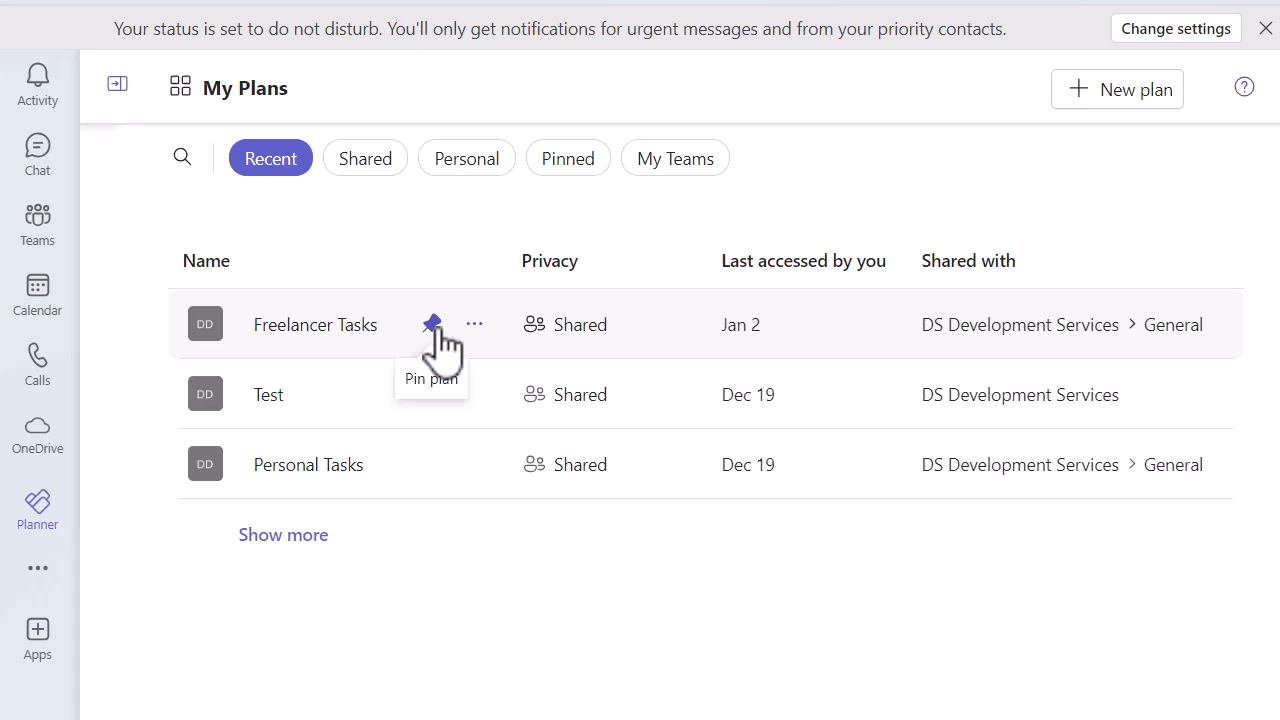 Your status is set to do not disturb. You'll only get notifications for urgent messages and from your priority contacts.
Change settings
Activity
Chat
Teams
Calendar
Calls
OneDrive
Planner
Apps
My Plans
New plan
Recent Shared Personal Pinned My Teams
Name Privacy Last accessed by you Shared with
DD Freelancer Tasks Shared Jan 2 DS Development Services > General
Pin plan
DD Test Shared Dec 19 DS Development Services
DD Personal Tasks Shared Dec 19 DS Development Services > General
Show more